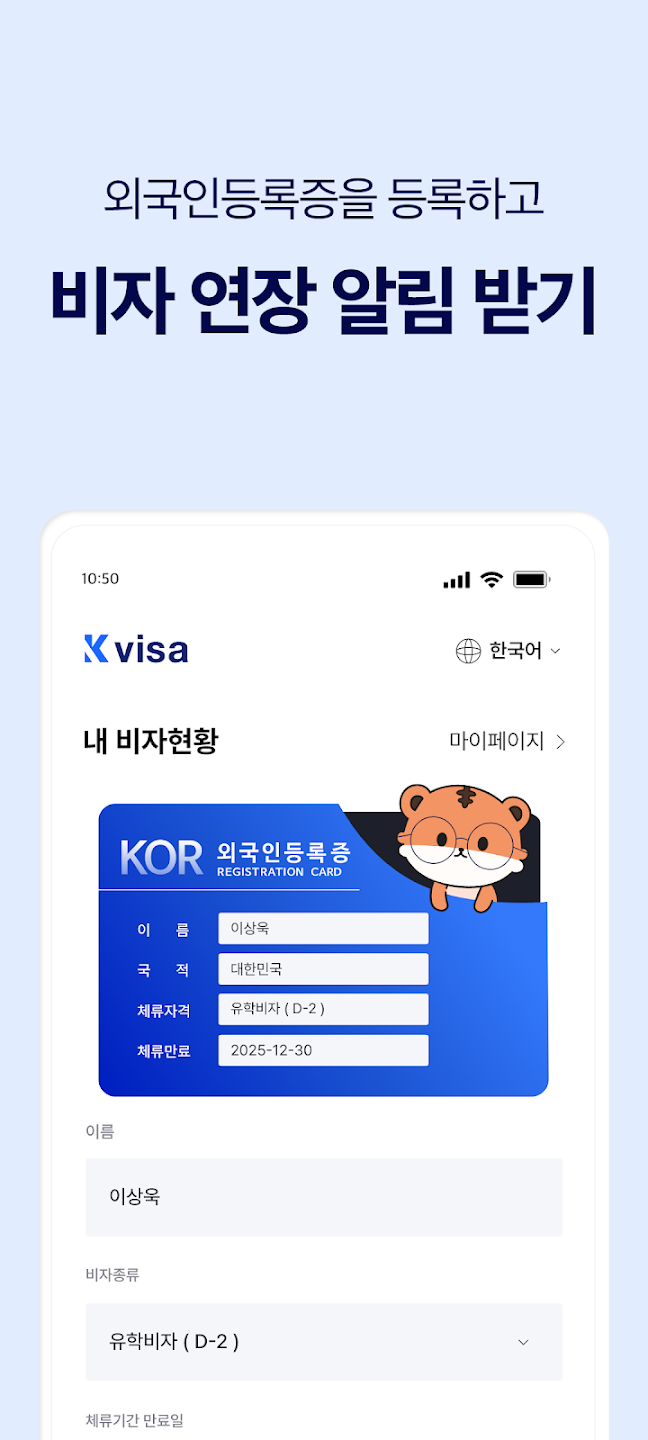 외국인등록증을 등록하고
비자 연장 알림 받기
10:50
K visa
한국어
내 비자현황
마이페이지
KOR 외국인등록증
REGISTRATION CARD
이 름 이상욱
국 적 대한민국
체류자격 유학비자 ( D-2 )
체류만료 2025-12-30
이름
이상욱
비자종류
유학비자 ( D-2 )
체류기간 만료일